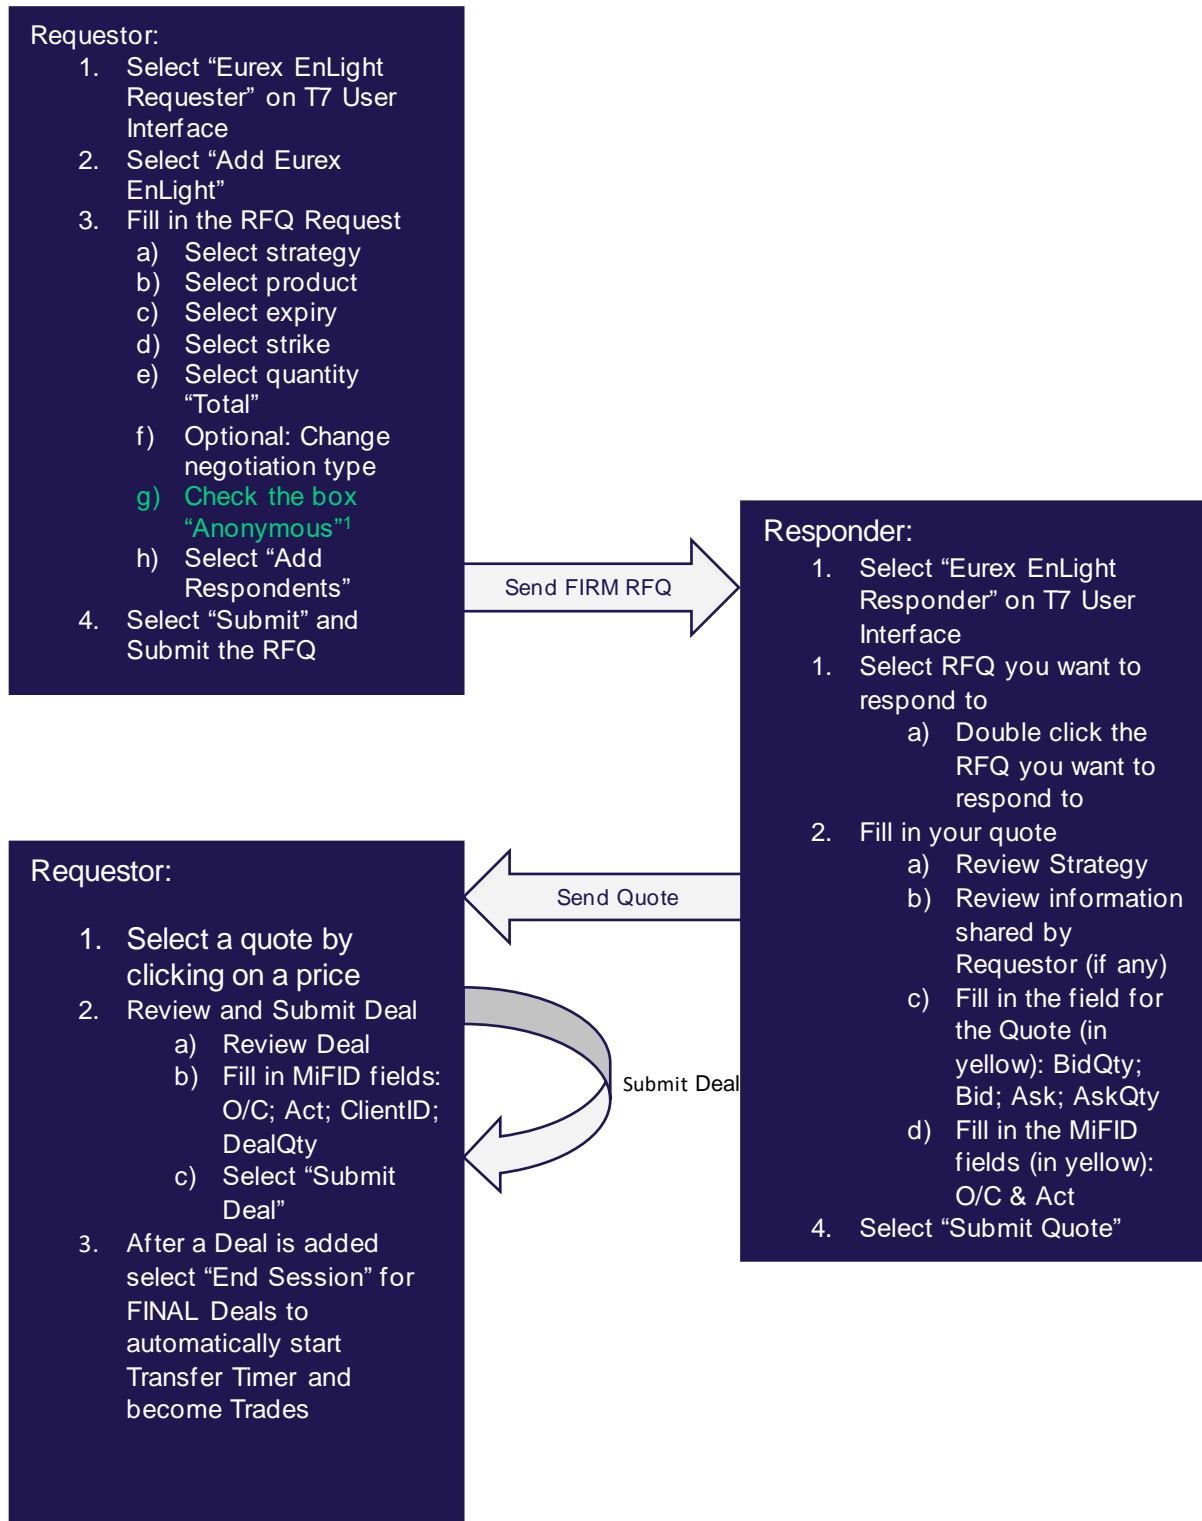 Requestor:
1. Select “Eurex EnLight
Requester” on T7 User
Interface
2. Select “Add Eurex
EnLight”
3. Fill in the RFQ Request
a) Select strategy
b) Select product
c) Select expiry
d) Select strike
e) Select quantity
“Total”
f) Optional: Change
negotiation type
g) Check the box
“Anonymous”¹
h) Select “Add
Respondents”
4. Select “Submit” and
Submit the RFQ
Send FIRM RFQ
Responder:
1. Select “Eurex EnLight
Responder” on T7 User
Interface
1. Select RFQ you want to
respond to
a) Double click the
RFQ you want to
respond to
2. Fill in your quote
a) Review Strategy
b) Review information
shared by
Requestor (if any)
c) Fill in the field for
the Quote (in
yellow): BidQty;
Bid; Ask; AskQty
d) Fill in the MiFID
fields (in yellow):
O/C & Act
4. Select “Submit Quote”
Send Quote
Requestor:
1. Select a quote by
clicking on a price
2. Review and Submit Deal
a) Review Deal
b) Fill in MiFID fields:
O/C; Act; ClientID;
DealQty
c) Select “Submit
Deal”
3. After a Deal is added
select “End Session” for
FINAL Deals to
automatically start
Transfer Timer and
become Trades
Submit Deal